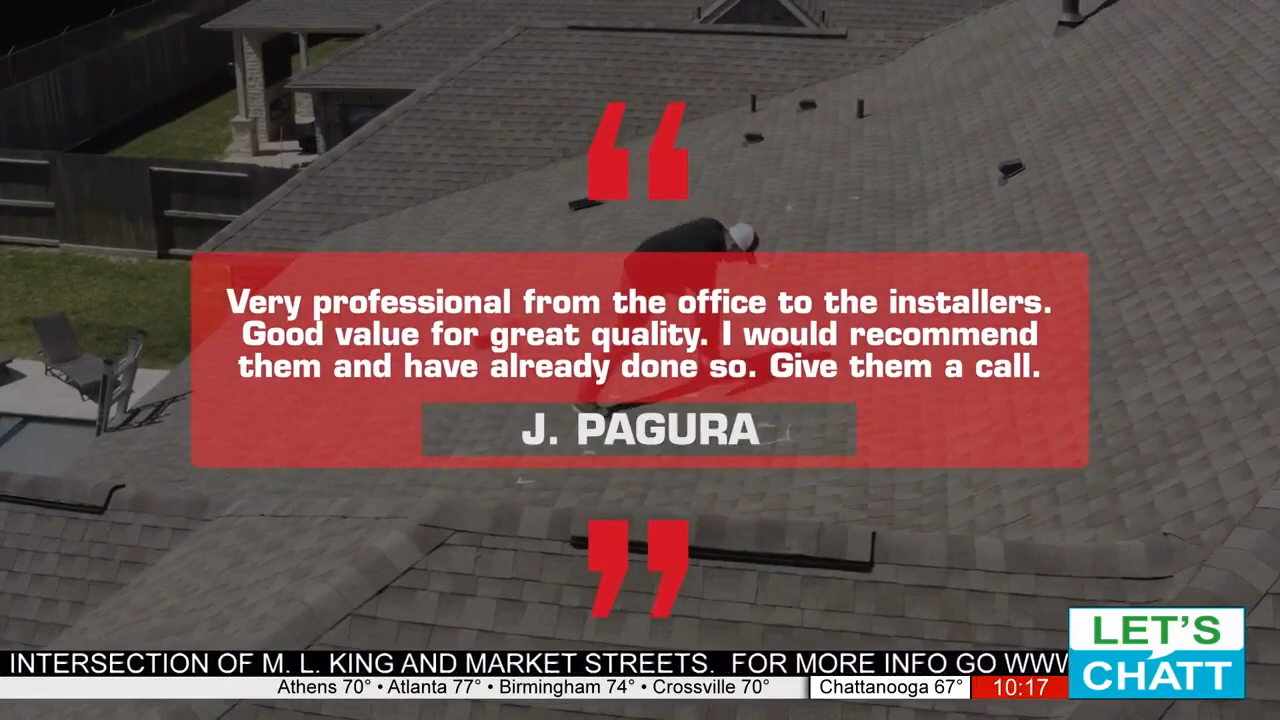 Very professional from the office to the installers.
Good value for great quality. I would recommend
them and have already done so. Give them a call.
J. PAGURA
INTERSECTION OF M. L. KING AND MARKET STREETS.  FOR MORE INFO GO WWW
Athens 70° • Atlanta 77° • Birmingham 74° • Crossville 70°
Chattanooga 67°
10:17
LET'S
CHATT